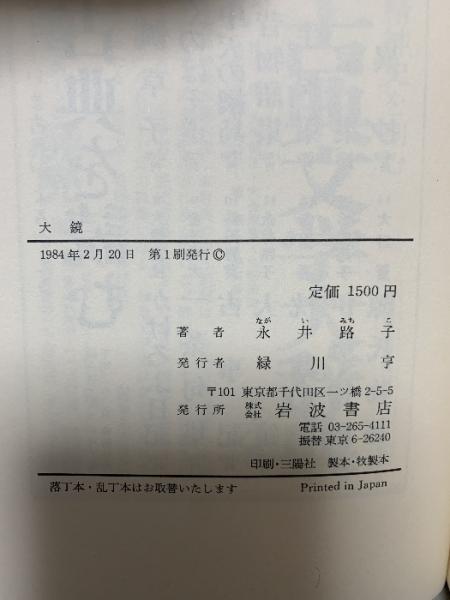 大鏡
1984年2月20日 第1刷発行©
定価 1500円
なが い みち こ
著者 永井路子
発行者 緑川亨
〒101 東京都千代田区一ツ橋2-5-5
発行所 株式会社 岩波書店
電話 03-265-4111
振替 東京 6-26240
印刷・三陽社 製本・牧製本
落丁本・乱丁本はお取替いたします Printed in Japan